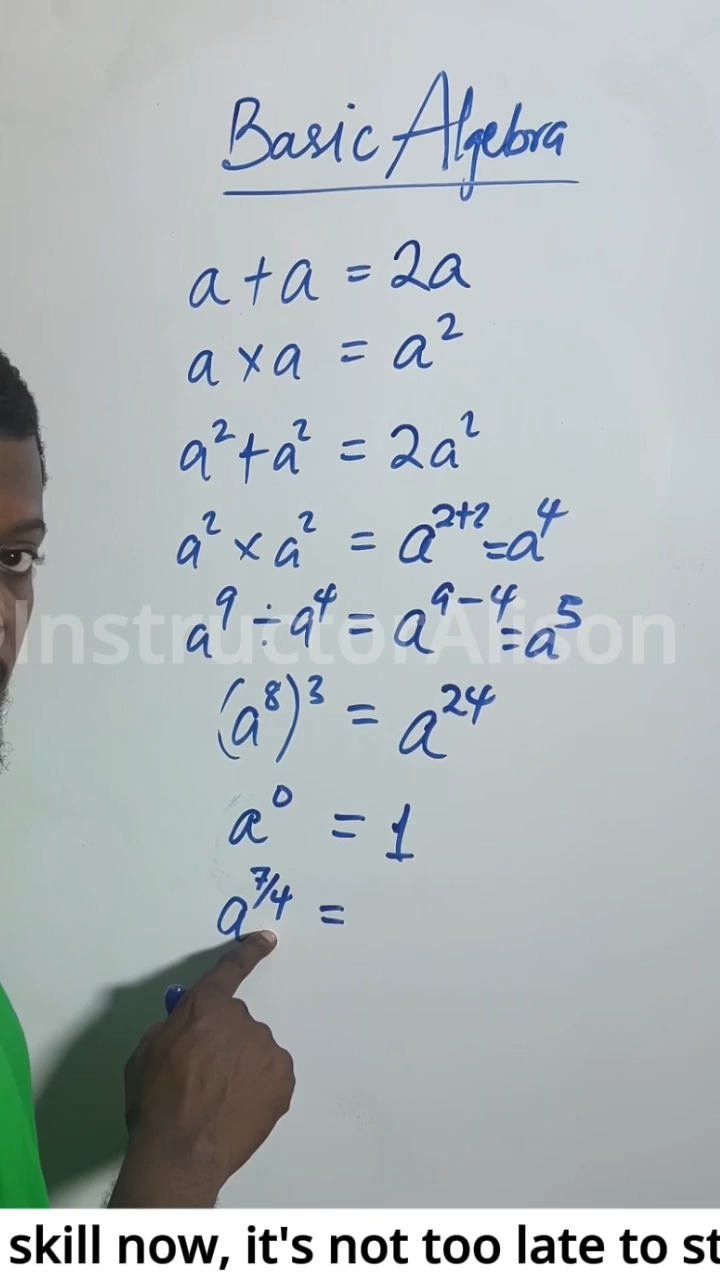 Basic Algebra
a + a = 2a
a × a = a²
a² + a² = 2a²
a² × a² = a²⁺² = a⁴
a⁹ ÷ a⁴ = a⁹⁻⁴ = a⁵
(a⁸)³ = a²⁴
a⁰ = 1
a^7/4 =
InstructorAlison
skill now, it's not too late to st